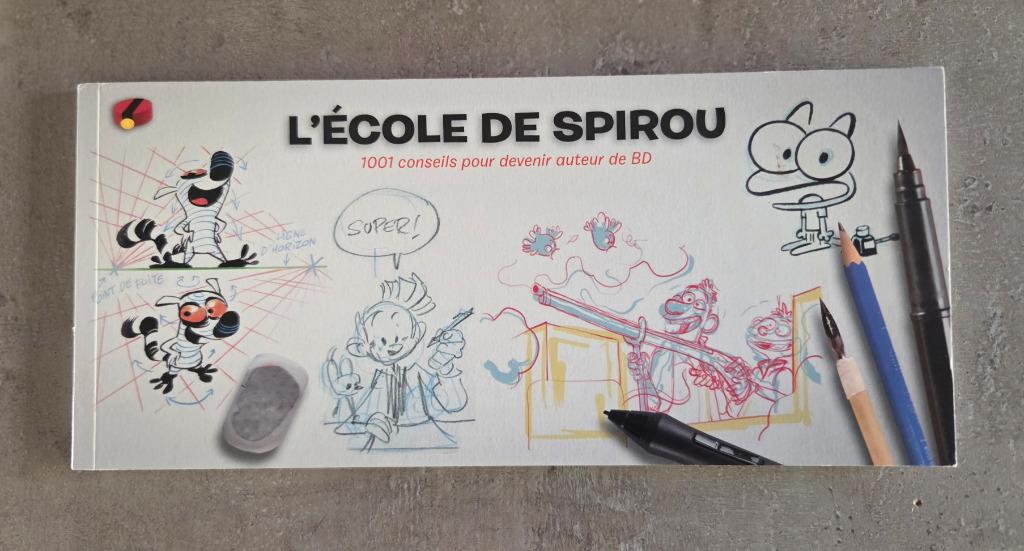 L'ÉCOLE DE SPIROU
1001 conseils pour devenir auteur de BD
SUPER!
LIGNE
D'HORIZON
POINT DE FUITE